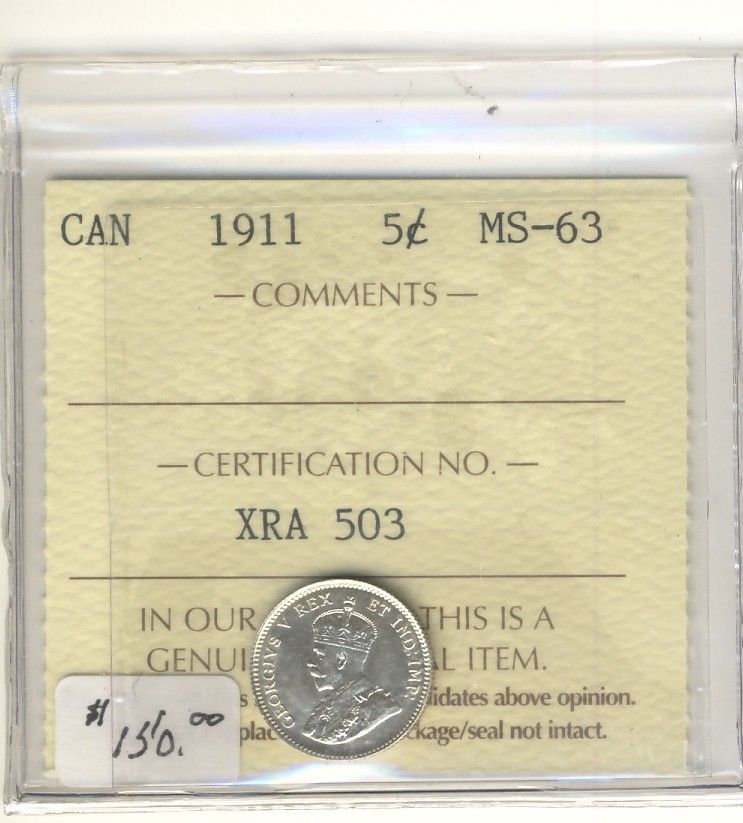 CAN 1911 5¢ MS-63
— COMMENTS —
— CERTIFICATION NO. —
XRA 503
IN OUR THIS IS A
GENUI AL ITEM.
s idates above opinion.
plac ckage/seal not intact.
GEORGIVS V REX ET IND:IMP:
$150.00